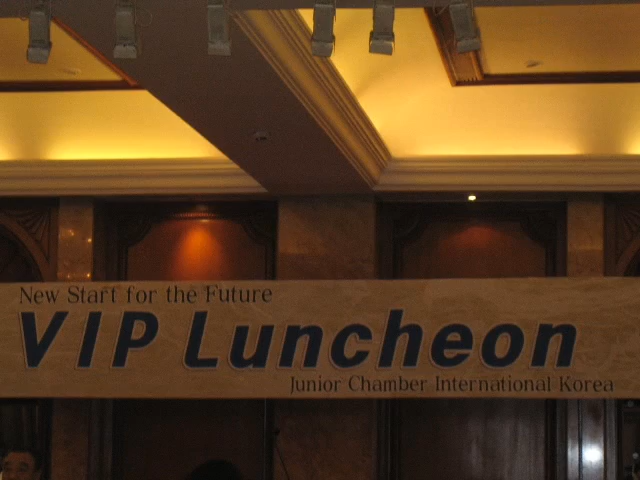 New Start for the Future
VIP Luncheon
Junior Chamber International Korea